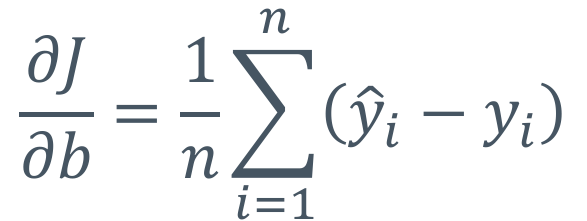 ∂J/∂b = 1/n ∑_{i=1}^{n} (ŷ_i − y_i)